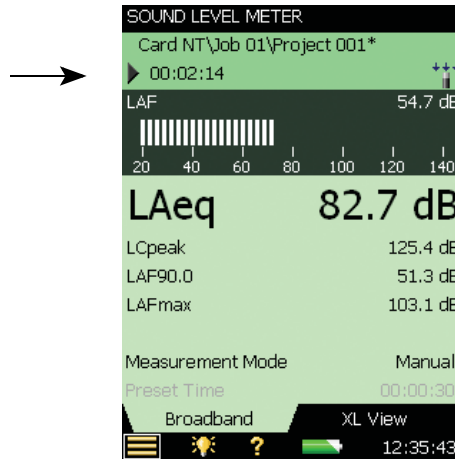 SOUND LEVEL METER
Card NT\Job 01\Project 001*
00:02:14
LAF 54.7 dB
20 40 60 80 100 120 140
LAeq 82.7 dB
LCpeak 125.4 dB
LAF90.0 51.3 dB
LAFmax 103.1 dB
Measurement Mode Manual
Preset Time 00:00:30
Broadband XL View
? 12:35:43